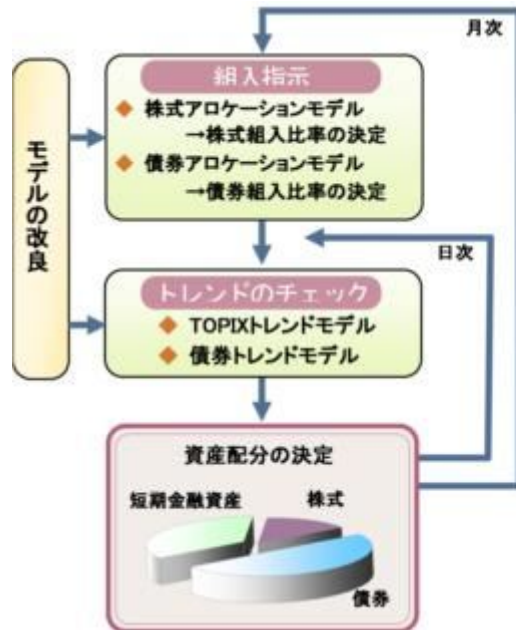 月次
組入指示
◆ 株式アロケーションモデル
→株式組入比率の決定
◆ 債券アロケーションモデル
→債券組入比率の決定
モデルの改良
日次
トレンドのチェック
◆ TOPIXトレンドモデル
◆ 債券トレンドモデル
資産配分の決定
短期金融資産
株式
債券